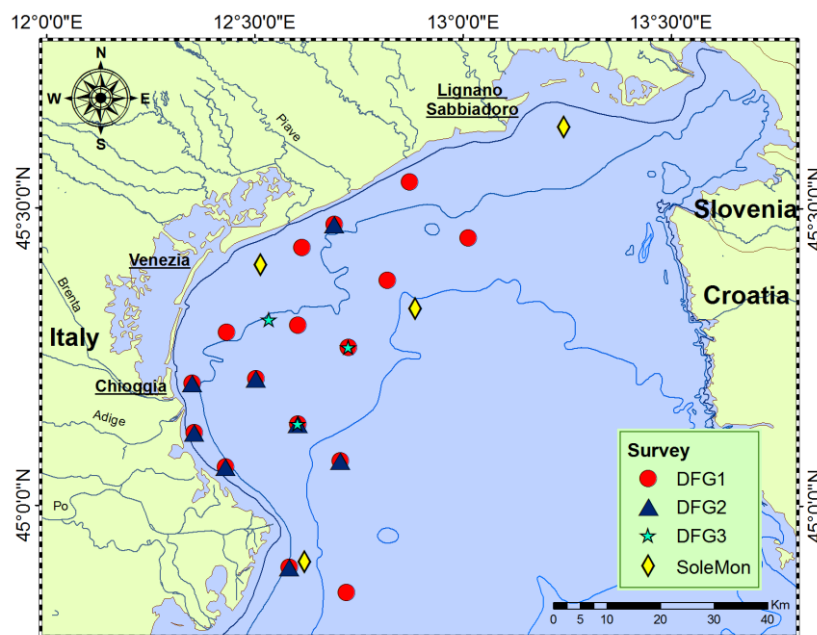 12°0'0"E 12°30'0"E 13°0'0"E 13°30'0"E
N
W E
S
Lignano
Sabbiadoro
Piave
45°30'0"N
45°30'0"N
Slovenia
Venezia
Brenta
Croatia
Italy
Chioggia
Adige
Survey
DFG1
DFG2
DFG3
SoleMon
Po
45°0'0"N
45°0'0"N
Km
0 5 10 20 30 40